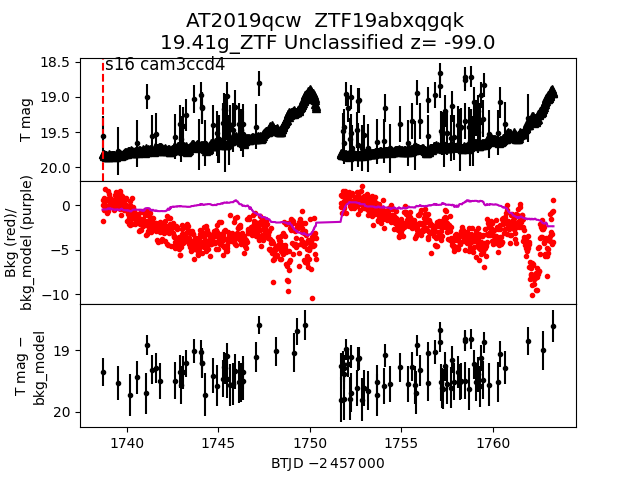 AT2019qcw  ZTF19abxqgqk
19.41g_ZTF Unclassified z= -99.0
s16 cam3ccd4
T mag
18.5
19.0
19.5
20.0
Bkg (red)/
bkg_model (purple)
0
−5
−10
T mag −
bkg_model
19
20
1740
1745
1750
1755
1760
BTJD −2 457 000